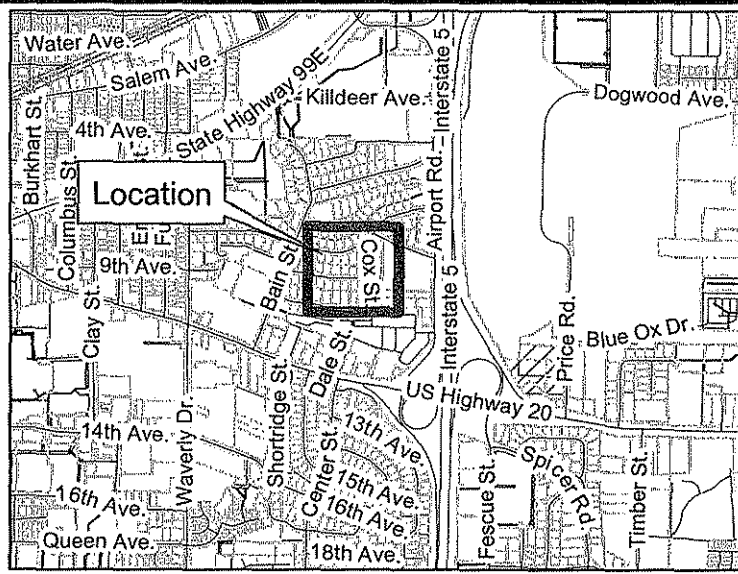 Water Ave.
Salem Ave.
State Highway 99E
Killdeer Ave.
Interstate 5
Dogwood Ave.
Burkhart St.
4th Ave.
Columbus St.
Location
Airport Rd.
9th Ave.
Bain St.
Cox St.
Clay St.
Interstate 5
Price Rd.
Blue Ox Dr.
Dale St.
Shortridge St.
US Highway 20
14th Ave.
Waverly Dr.
13th Ave.
Center St.
15th Ave.
16th Ave.
16th Ave.
Fescue St.
Spicer Rd
Timber St.
Queen Ave.
18th Ave.